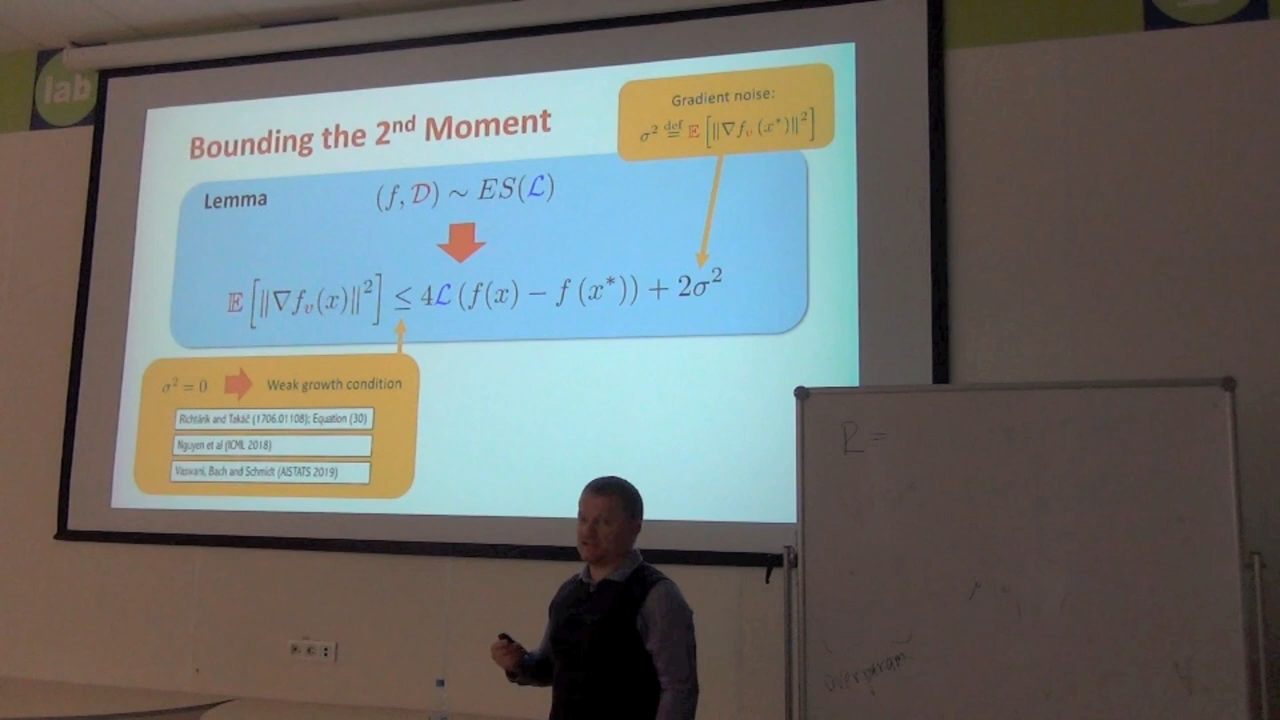 lab
Bounding the 2nd Moment
Gradient noise:
σ² def= 𝔼[‖∇f_v(x*)‖²]
Lemma
(f, 𝒟) ~ ES(ℒ)
𝔼[‖∇f_v(x)‖²] ≤ 4ℒ(f(x) − f(x*)) + 2σ²
σ² = 0 Weak growth condition
Richtárik and Takáč (1706.01108); Equation (30)
Nguyen et al (ICML 2018)
Vaswani, Bach and Schmidt (AISTATS 2019)
R =
overparam